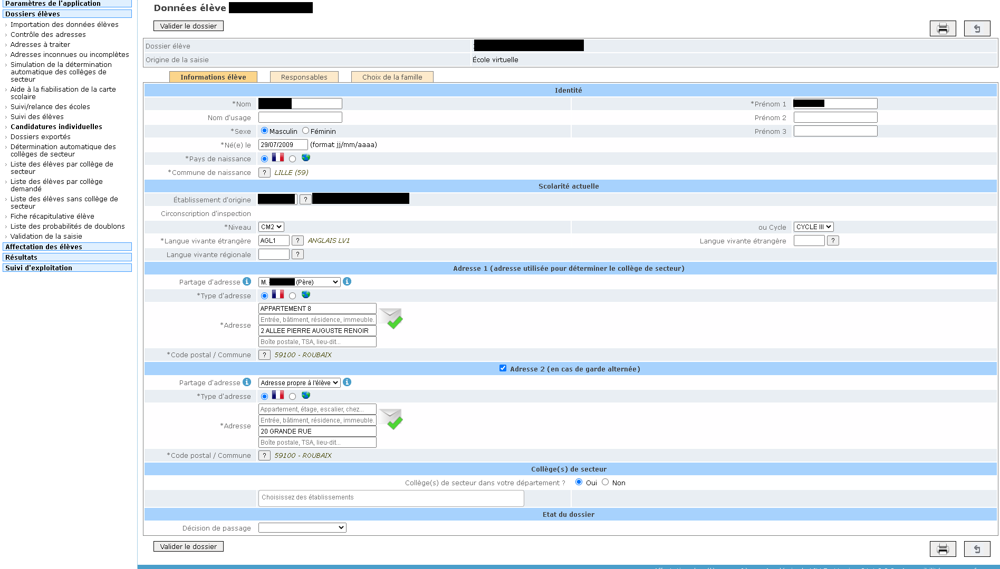 Paramètres de l'application
Dossiers élèves
Importation des données élèves
Contrôle des adresses
Adresses à traiter
Adresses inconnues ou incomplètes
Simulation de la détermination
automatique des collèges de
secteur
Aide à la fiabilisation de la carte
scolaire
Suivi/relance des écoles
Suivi des élèves
Candidatures individuelles
Dossiers exportés
Détermination automatique des
collèges de secteur
Liste des élèves par collège de
secteur
Liste des élèves par collège
demandé
Liste des élèves sans collège de
secteur
Fiche récapitulative élève
Liste des probabilités de doublons
Validation de la saisie
Affectation des élèves
Résultats
Suivi d'exploitation
Données élève
Valider le dossier
Dossier élève
Origine de la saisie École virtuelle
Informations élève Responsables Choix de la famille
Identité
*Nom *Prénom 1
Nom d'usage Prénom 2
*Sexe Masculin Féminin Prénom 3
*Né(e) le 29/07/2009 (format jj/mm/aaaa)
*Pays de naissance
*Commune de naissance ? LILLE (59)
Scolarité actuelle
Établissement d'origine ?
Circonscription d'inspection
*Niveau CM2 ou Cycle CYCLE III
*Langue vivante étrangère AGL1 ? ANGLAIS LV1 Langue vivante étrangère ?
Langue vivante régionale ?
Adresse 1 (adresse utilisée pour déterminer le collège de secteur)
Partage d'adresse i M. (Père) i
*Type d'adresse
*Adresse
APPARTEMENT 8
Entrée, bâtiment, résidence, immeuble.
2 ALLEE PIERRE AUGUSTE RENOIR
Boîte postale, TSA, lieu-dit...
*Code postal / Commune ? 59100 - ROUBAIX
Adresse 2 (en cas de garde alternée)
Partage d'adresse i Adresse propre à l'élève i
*Type d'adresse
*Adresse
Appartement, étage, escalier, chez...
Entrée, bâtiment, résidence, immeuble.
20 GRANDE RUE
Boîte postale, TSA, lieu-dit...
*Code postal / Commune ? 59100 - ROUBAIX
Collège(s) de secteur
Collège(s) de secteur dans votre département ? Oui Non
Choisissez des établissements
Etat du dossier
Décision de passage
Valider le dossier